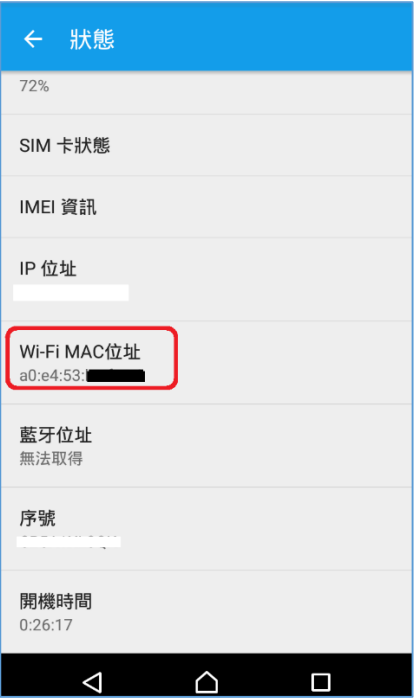 狀態
72%
SIM 卡狀態
IMEI 資訊
IP 位址
Wi-Fi MAC位址
a0:e4:53:
藍牙位址
無法取得
序號
開機時間
0:26:17